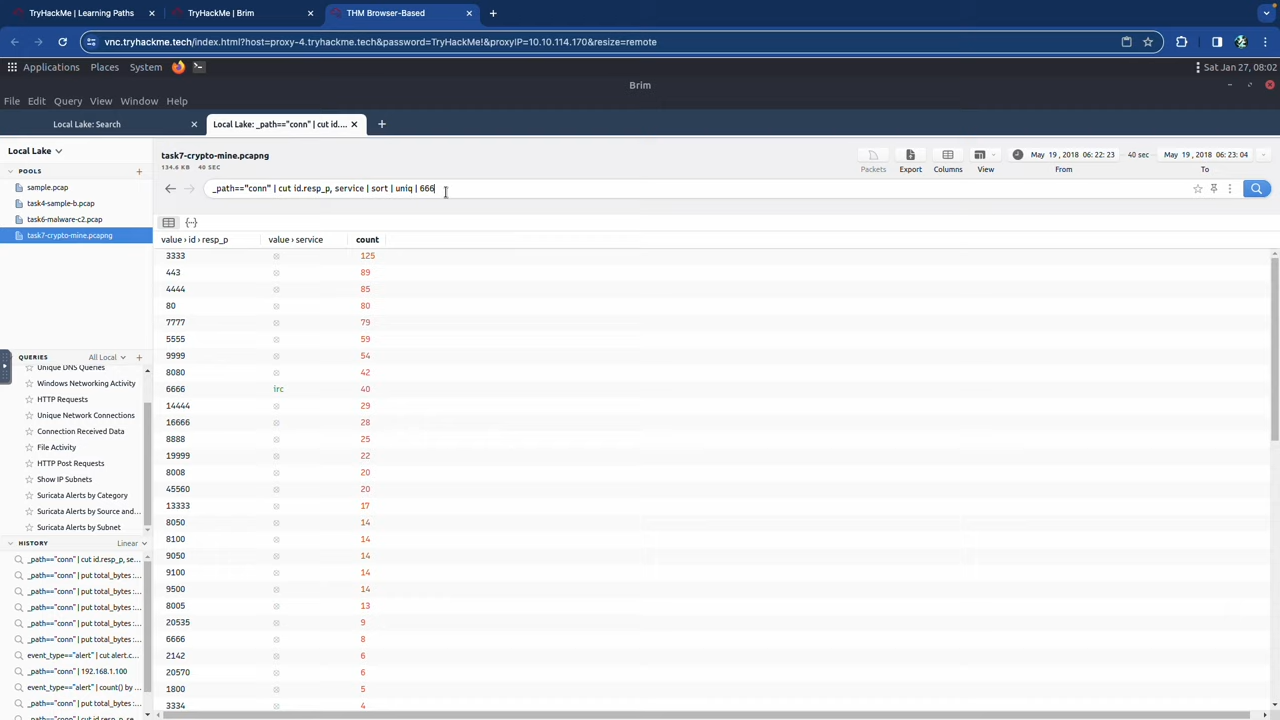 TryHackMe | Learning Paths
TryHackMe | Brim
THM Browser-Based
vnc.tryhackme.tech/index.html?host=proxy-4.tryhackme.tech&password=TryHackMe!&proxyIP=10.10.114.170&resize=remote
Applications Places System
Sat Jan 27, 08:02
Brim
File Edit Query View Window Help
Local Lake: Search
Local Lake: _path=="conn" | cut id....
Local Lake
POOLS
sample.pcap
task4-sample-b.pcap
task6-malware-c2.pcap
task7-crypto-mine.pcapng
QUERIES All Local
Unique DNS Queries
Windows Networking Activity
HTTP Requests
Unique Network Connections
Connection Received Data
File Activity
HTTP Post Requests
Show IP Subnets
Suricata Alerts by Category
Suricata Alerts by Source and...
Suricata Alerts by Subnet
HISTORY Linear
_path=="conn" | cut id.resp_p, se...
_path=="conn" | put total_bytes :...
_path=="conn" | put total_bytes :...
_path=="conn" | put total_bytes :...
_path=="conn" | put total_bytes :...
_path=="conn" | put total_bytes :...
event_type=="alert" | cut alert.c...
_path=="conn" | 192.168.1.100
event_type=="alert" | count() by ...
_path=="conn" | put total_bytes :...
_path=="conn" | cut id.resp_p, se...
task7-crypto-mine.pcapng
134.6 KB 40 SEC
Packets Export Columns View
May 19, 2018 06:22:23 40 sec May 19, 2018 06:23:04
From To
_path=="conn" | cut id.resp_p, service | sort | uniq | 666
value › id › resp_p value › service count
3333 125
443 89
4444 85
80 80
7777 79
5555 59
9999 54
8080 42
6666 irc 40
14444 29
16666 28
8888 25
19999 22
8008 20
45560 20
13333 17
8050 14
8100 14
9050 14
9100 14
9500 14
8005 13
20535 9
6666 8
2142 6
20570 6
1800 5
3334 4